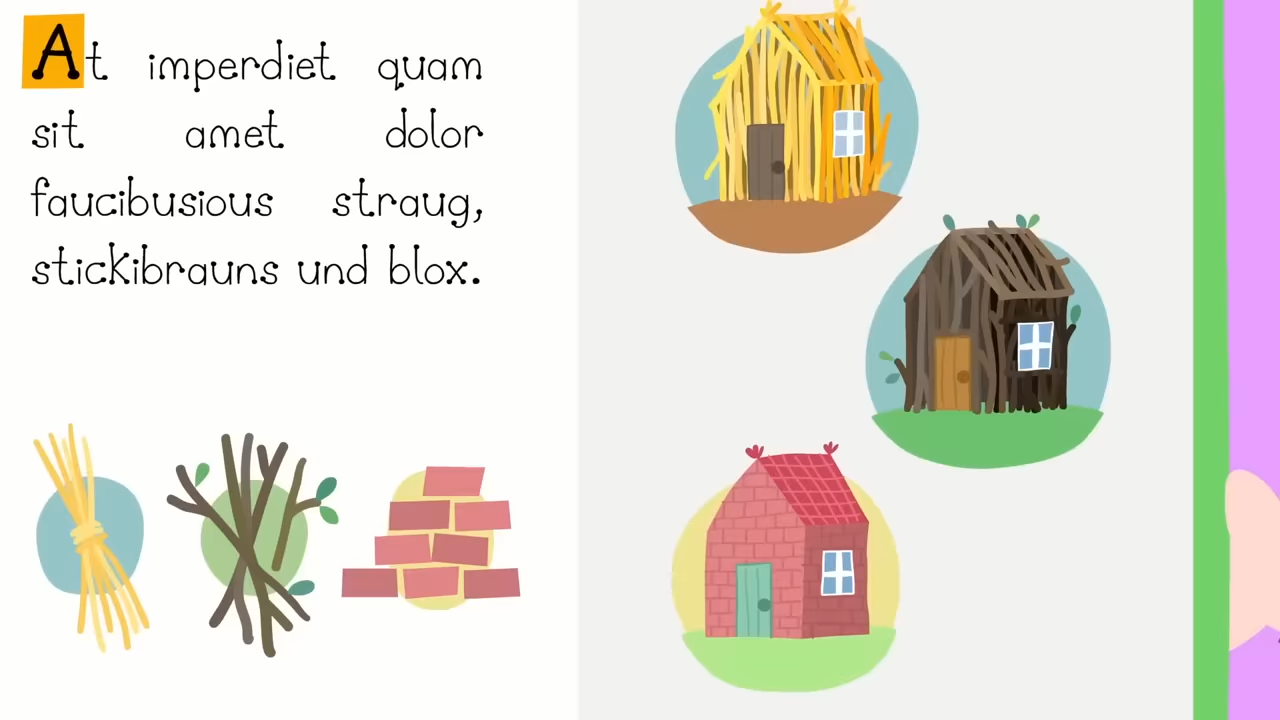 At imperdiet quam
sit amet dolor
faucibusious straug,
stickibrauns und blox.